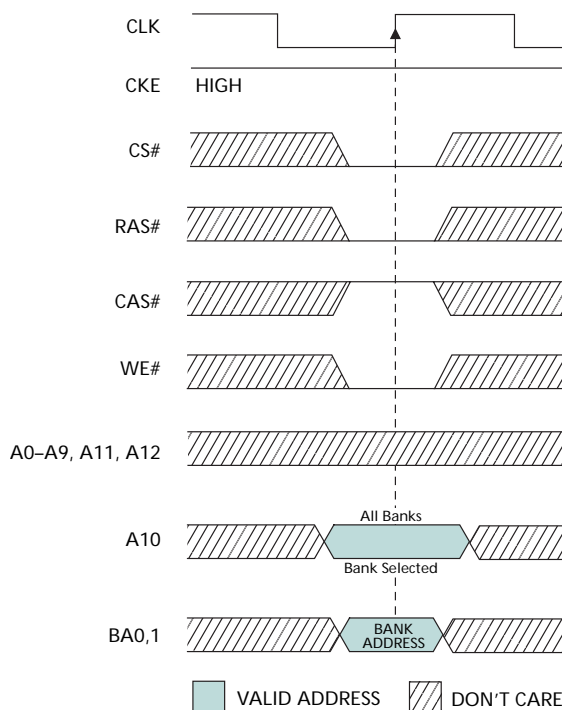 CLK
CKE HIGH
CS#
RAS#
CAS#
WE#
A0–A9, A11, A12
All Banks
A10
Bank Selected
BA0,1
BANK
ADDRESS
VALID ADDRESS
DON'T CARE